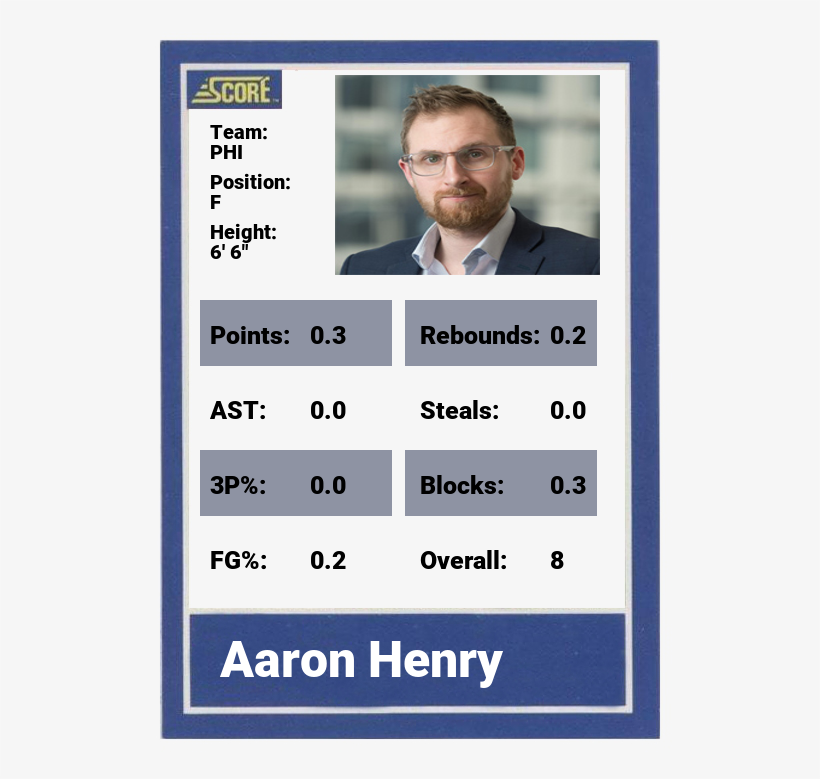 SCORE™
Team:
PHI
Position:
F
Height:
6' 6"
Points: 0.3 Rebounds: 0.2
AST: 0.0 Steals: 0.0
3P%: 0.0 Blocks: 0.3
FG%: 0.2 Overall: 8
Aaron Henry